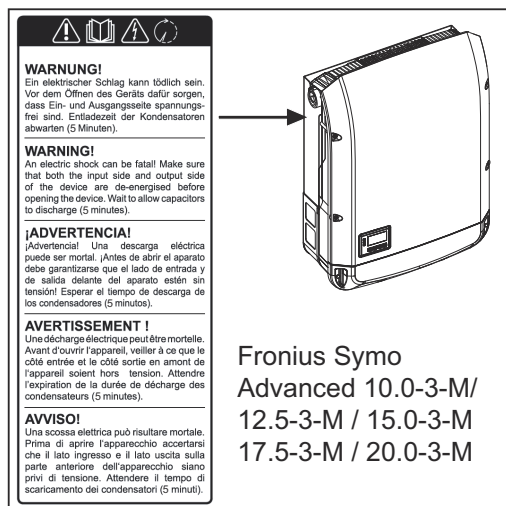 WARNUNG!
Ein elektrischer Schlag kann tödlich sein.
Vor dem Öffnen des Geräts dafür sorgen,
dass Ein- und Ausgangsseite spannungs-
frei sind. Entladezeit der Kondensatoren
abwarten (5 Minuten).
WARNING!
An electric shock can be fatal! Make sure
that both the input side and output side
of the device are de-energised before
opening the device. Wait to allow capacitors
to discharge (5 minutes).
¡ADVERTENCIA!
¡Advertencia! Una descarga eléctrica
puede ser mortal. ¡Antes de abrir el aparato
debe garantizarse que el lado de entrada y
de salida delante del aparato estén sin
tensión! Esperar el tiempo de descarga de
los condensadores (5 minutos).
AVERTISSEMENT !
Une décharge électrique peut être mortelle.
Avant d'ouvrir l'appareil, veiller à ce que le
côté entrée et le côté sortie en amont de
l'appareil soient hors tension. Attendre
l'expiration de la durée de décharge des
condensateurs (5 minutes).
AVVISO!
Una scossa elettrica può risultare mortale.
Prima di aprire l'apparecchio accertarsi
che il lato ingresso e il lato uscita sulla
parte anteriore dell'apparecchio siano
privi di tensione. Attendere il tempo di
scaricamento dei condensatori (5 minuti).
Fronius Symo
Advanced 10.0-3-M/
12.5-3-M / 15.0-3-M
17.5-3-M / 20.0-3-M